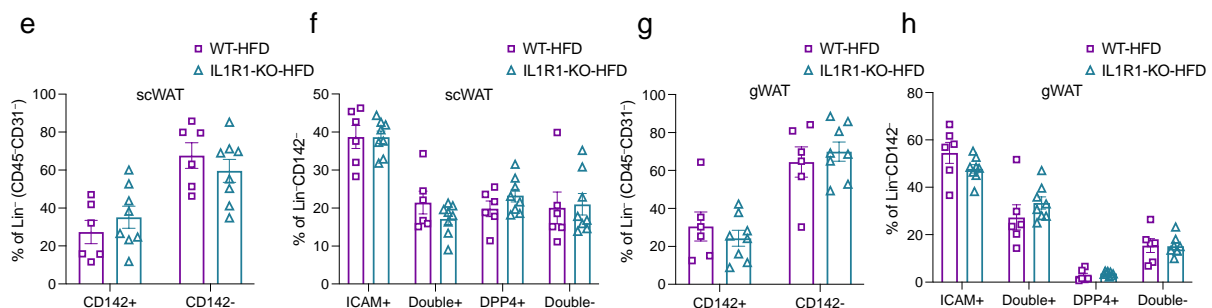 e
WT-HFD
IL1R1-KO-HFD
scWAT
% of Lin⁻ (CD45⁻CD31⁻)
100
80
60
40
20
0
CD142+
CD142-
f
WT-HFD
IL1R1-KO-HFD
scWAT
% of Lin⁻CD142⁻
50
40
30
20
10
0
ICAM+
Double+
DPP4+
Double-
g
WT-HFD
IL1R1-KO-HFD
gWAT
% of Lin⁻ (CD45⁻CD31⁻)
100
80
60
40
20
0
CD142+
CD142-
h
WT-HFD
IL1R1-KO-HFD
gWAT
% of Lin⁻CD142⁻
80
60
40
20
0
ICAM+
Double+
DPP4+
Double-